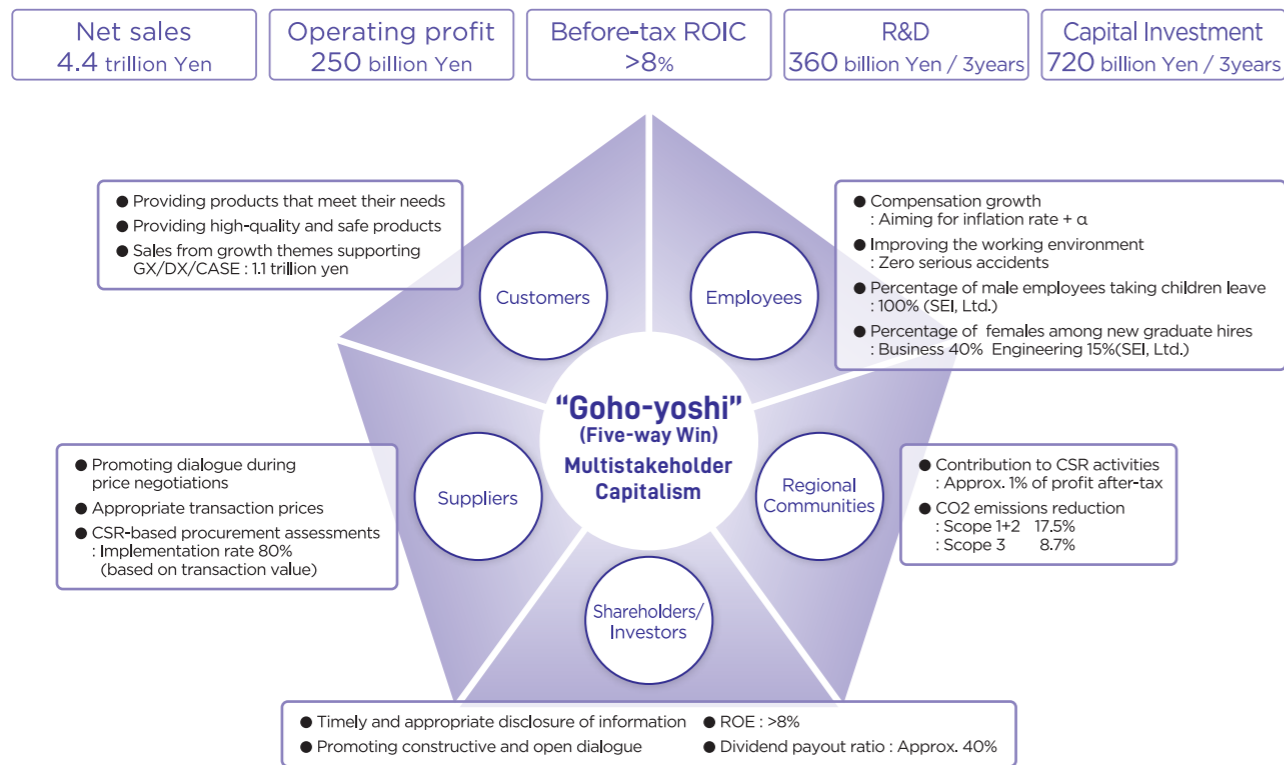 Net sales
4.4 trillion Yen
Operating profit
250 billion Yen
Before-tax ROIC
>8%
R&D
360 billion Yen / 3years
Capital Investment
720 billion Yen / 3years
● Providing products that meet their needs
● Providing high-quality and safe products
● Sales from growth themes supporting
GX/DX/CASE : 1.1 trillion yen
Customers
Employees
● Compensation growth
: Aiming for inflation rate + α
● Improving the working environment
: Zero serious accidents
● Percentage of male employees taking children leave
: 100% (SEI, Ltd.)
● Percentage of females among new graduate hires
: Business 40% Engineering 15%(SEI, Ltd.)
“Goho-yoshi”
(Five-way Win)
Multistakeholder
Capitalism
● Promoting dialogue during
price negotiations
● Appropriate transaction prices
● CSR-based procurement assessments
: Implementation rate 80%
(based on transaction value)
Suppliers
Regional
Communities
● Contribution to CSR activities
: Approx. 1% of profit after-tax
● CO2 emissions reduction
: Scope 1+2 17.5%
: Scope 3 8.7%
Shareholders/
Investors
● Timely and appropriate disclosure of information
● Promoting constructive and open dialogue
● ROE : >8%
● Dividend payout ratio : Approx. 40%